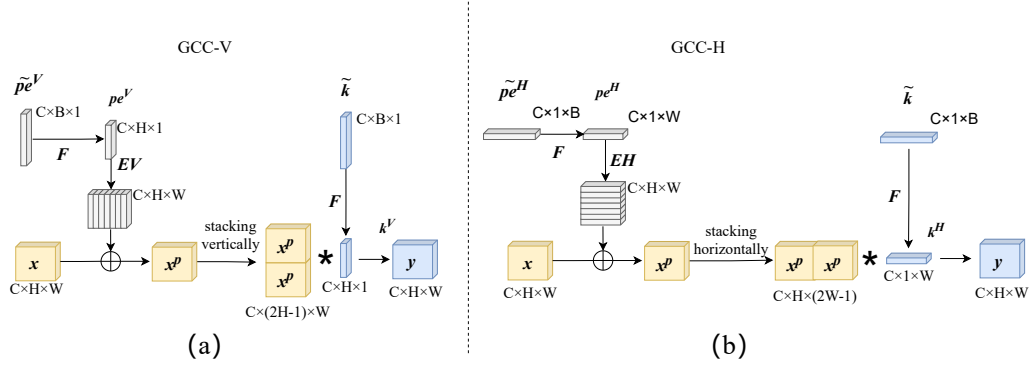 GCC-V
p̃e^V
C×B×1
pe^V
C×H×1
F
EV
C×H×W
x
C×H×W
x^p
stacking
vertically
x^p
x^p
C×(2H-1)×W
*
k̃
C×B×1
F
k^V
C×H×1
y
C×H×W
(a)
GCC-H
p̃e^H
C×1×B
pe^H
C×1×W
F
EH
C×H×W
x
C×H×W
x^p
stacking
horizontally
x^p x^p
C×H×(2W-1)
*
k̃
C×1×B
F
k^H
C×1×W
y
C×H×W
(b)